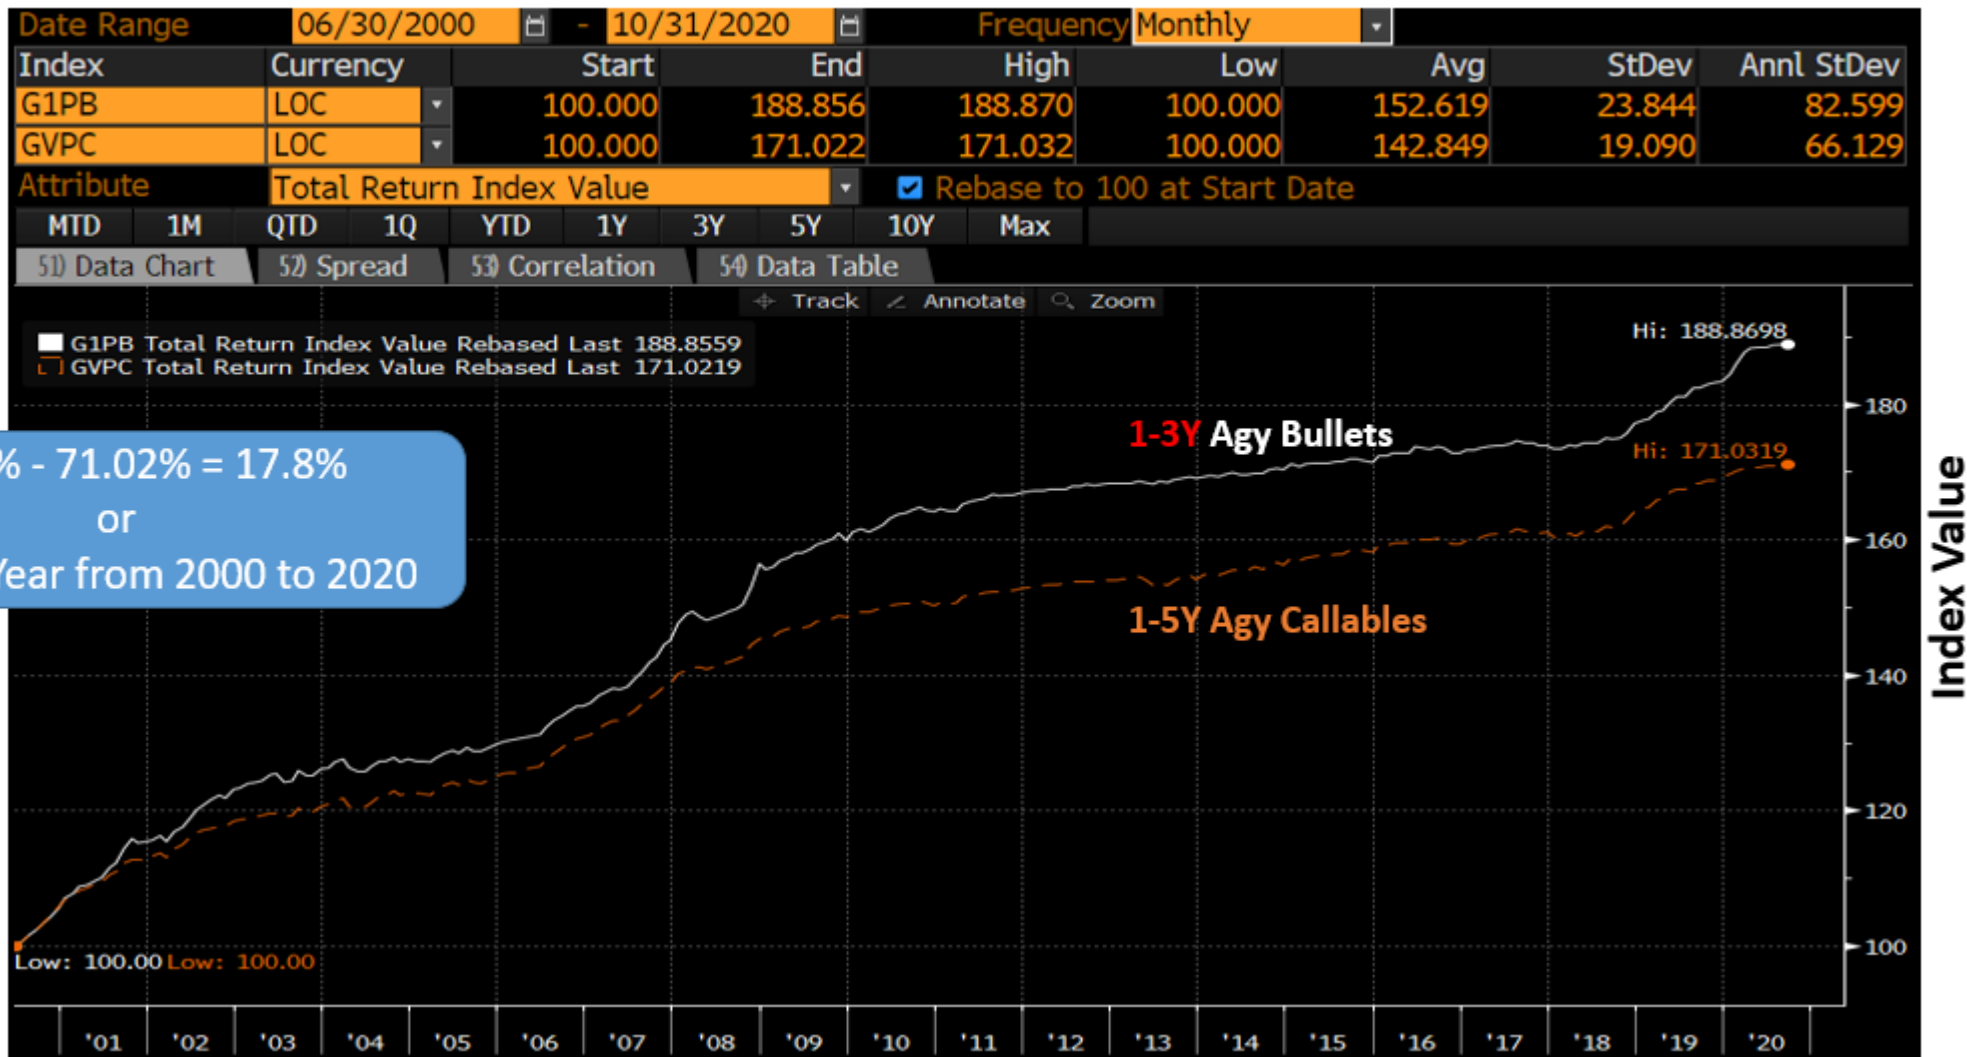 Date Range 06/30/2000 - 10/31/2020 Frequency Monthly
Index Currency Start End High Low Avg StDev Annl StDev
G1PB LOC 100.000 188.856 188.870 100.000 152.619 23.844 82.599
GVPC LOC 100.000 171.022 171.032 100.000 142.849 19.090 66.129
Attribute Total Return Index Value Rebase to 100 at Start Date
MTD 1M QTD 1Q YTD 1Y 3Y 5Y 10Y Max
51) Data Chart 52) Spread 53) Correlation 54) Data Table
Track Annotate Zoom
G1PB Total Return Index Value Rebased Last 188.8559
GVPC Total Return Index Value Rebased Last 171.0219
Hi: 188.8698
180
1-3Y Agy Bullets
Hi: 171.0319
% - 71.02% = 17.8%
or
Year from 2000 to 2020
160
1-5Y Agy Callables
140
120
100
Index Value
Low: 100.00 Low: 100.00
'01 '02 '03 '04 '05 '06 '07 '08 '09 '10 '11 '12 '13 '14 '15 '16 '17 '18 '19 '20